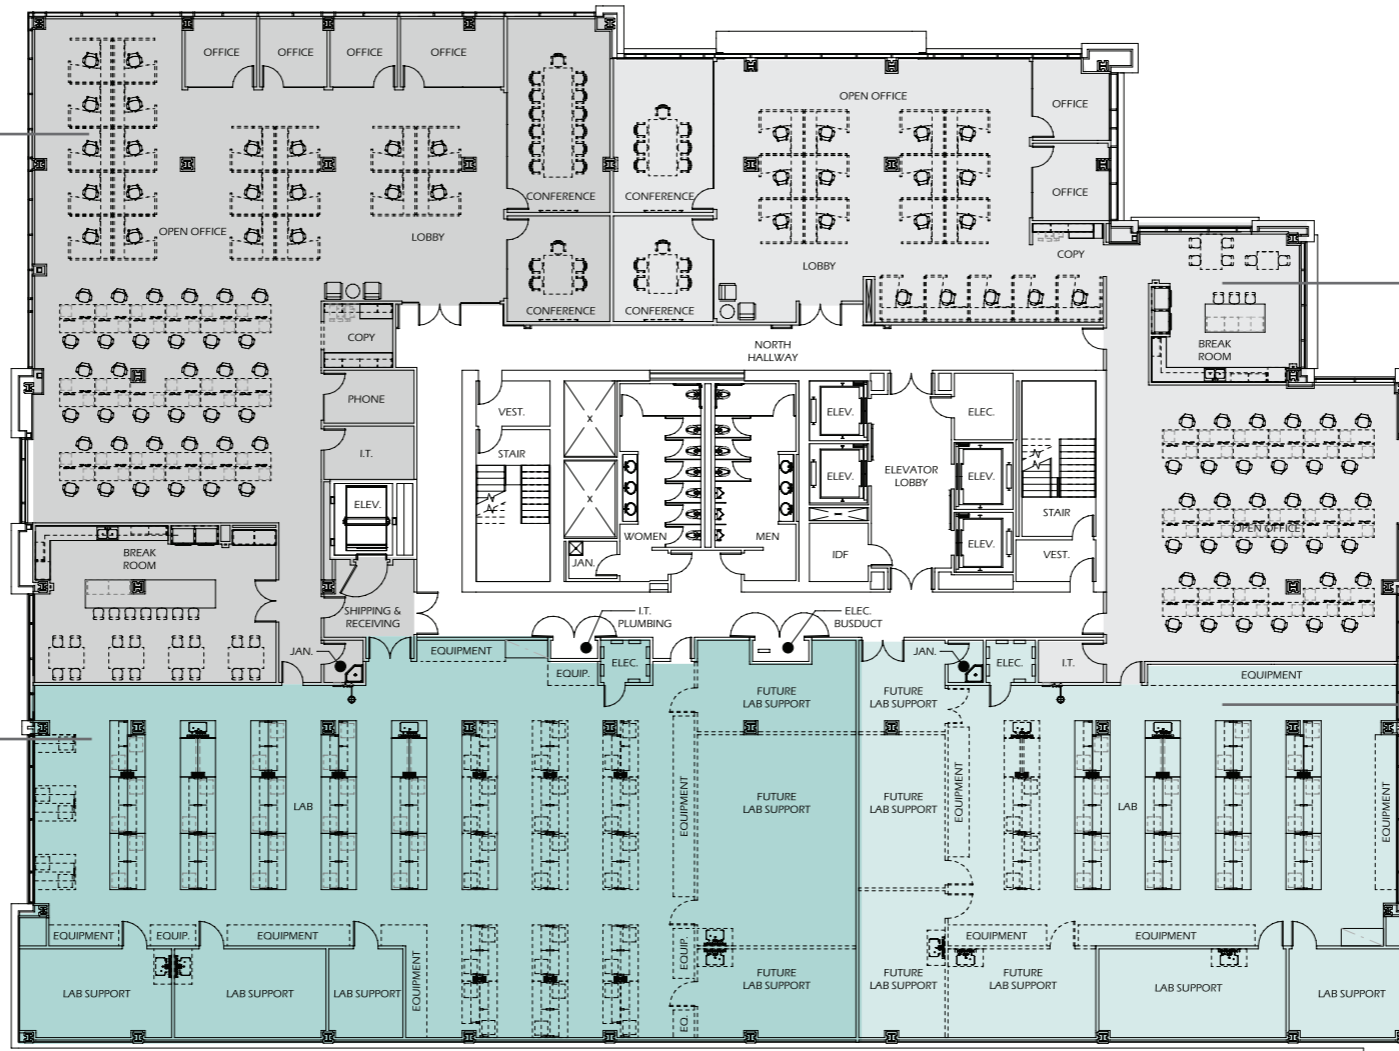 OFFICE
OFFICE
OFFICE
OFFICE
OPEN OFFICE
OFFICE
OFFICE
CONFERENCE
CONFERENCE
OPEN OFFICE
LOBBY
LOBBY
COPY
CONFERENCE
CONFERENCE
COPY
NORTH
HALLWAY
BREAK
ROOM
PHONE
VEST.
X
ELEV.
ELEC.
I.T.
STAIR
ELEV.
ELEVATOR
LOBBY
ELEV.
X
ELEV.
STAIR
OPEN OFFICE
WOMEN
MEN
ELEV.
BREAK
ROOM
JAN.
IDF
VEST.
SHIPPING &
RECEIVING
I.T.
PLUMBING
ELEC.
BUSDUCT
JAN.
EQUIPMENT
EQUIP.
ELEC.
JAN.
ELEC.
I.T.
EQUIPMENT
FUTURE
LAB SUPPORT
FUTURE
LAB SUPPORT
LAB
EQUIPMENT
FUTURE
LAB SUPPORT
FUTURE
LAB SUPPORT
EQUIPMENT
LAB
EQUIPMENT
EQUIPMENT
EQUIP.
EQUIPMENT
EQUIPMENT
EQUIP.
EQUIPMENT
EQUIPMENT
LAB SUPPORT
LAB SUPPORT
LAB SUPPORT
EQ.
FUTURE
LAB SUPPORT
FUTURE
LAB SUPPORT
FUTURE
LAB SUPPORT
LAB SUPPORT
LAB SUPPORT